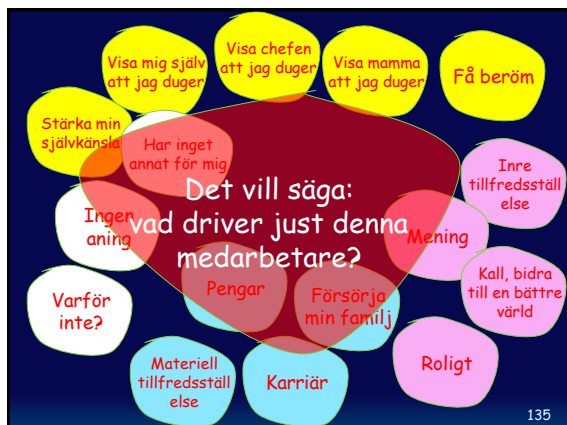 Visa mig själv
att jag duger
Visa chefen
att jag duger
Visa mamma
att jag duger
Få beröm
Stärka min
självkänsla
Har inget
annat för mig
Inre
tillfredsställ
else
Det vill säga:
vad driver just denna
medarbetare?
Ingen
aning
Mening
Kall, bidra
till en bättre
värld
Pengar
Försörja
min familj
Varför
inte?
Materiell
tillfredsställ
else
Karriär
Roligt
135